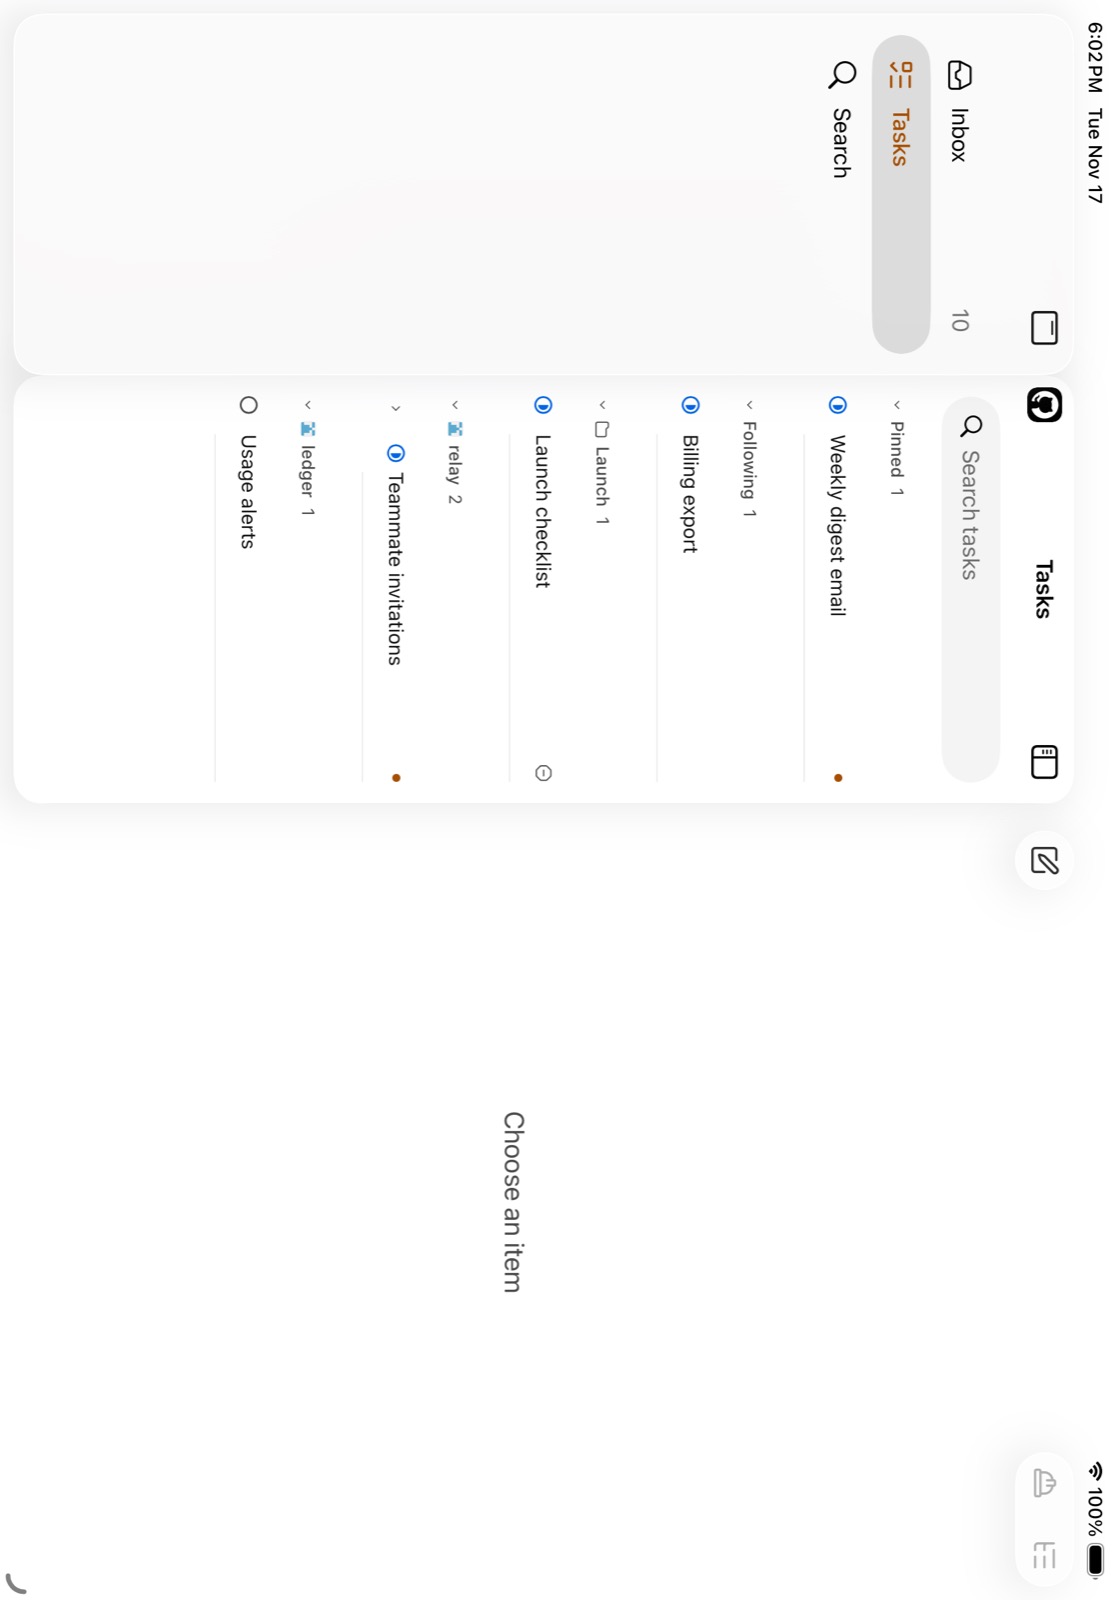 6:02 PM Tue Nov 17
100%
Inbox 10
Tasks
Search
Tasks
Search tasks
Pinned 1
Weekly digest email
Following 1
Billing export
Launch 1
Launch checklist
relay 2
Teammate invitations
ledger 1
Usage alerts
Choose an item